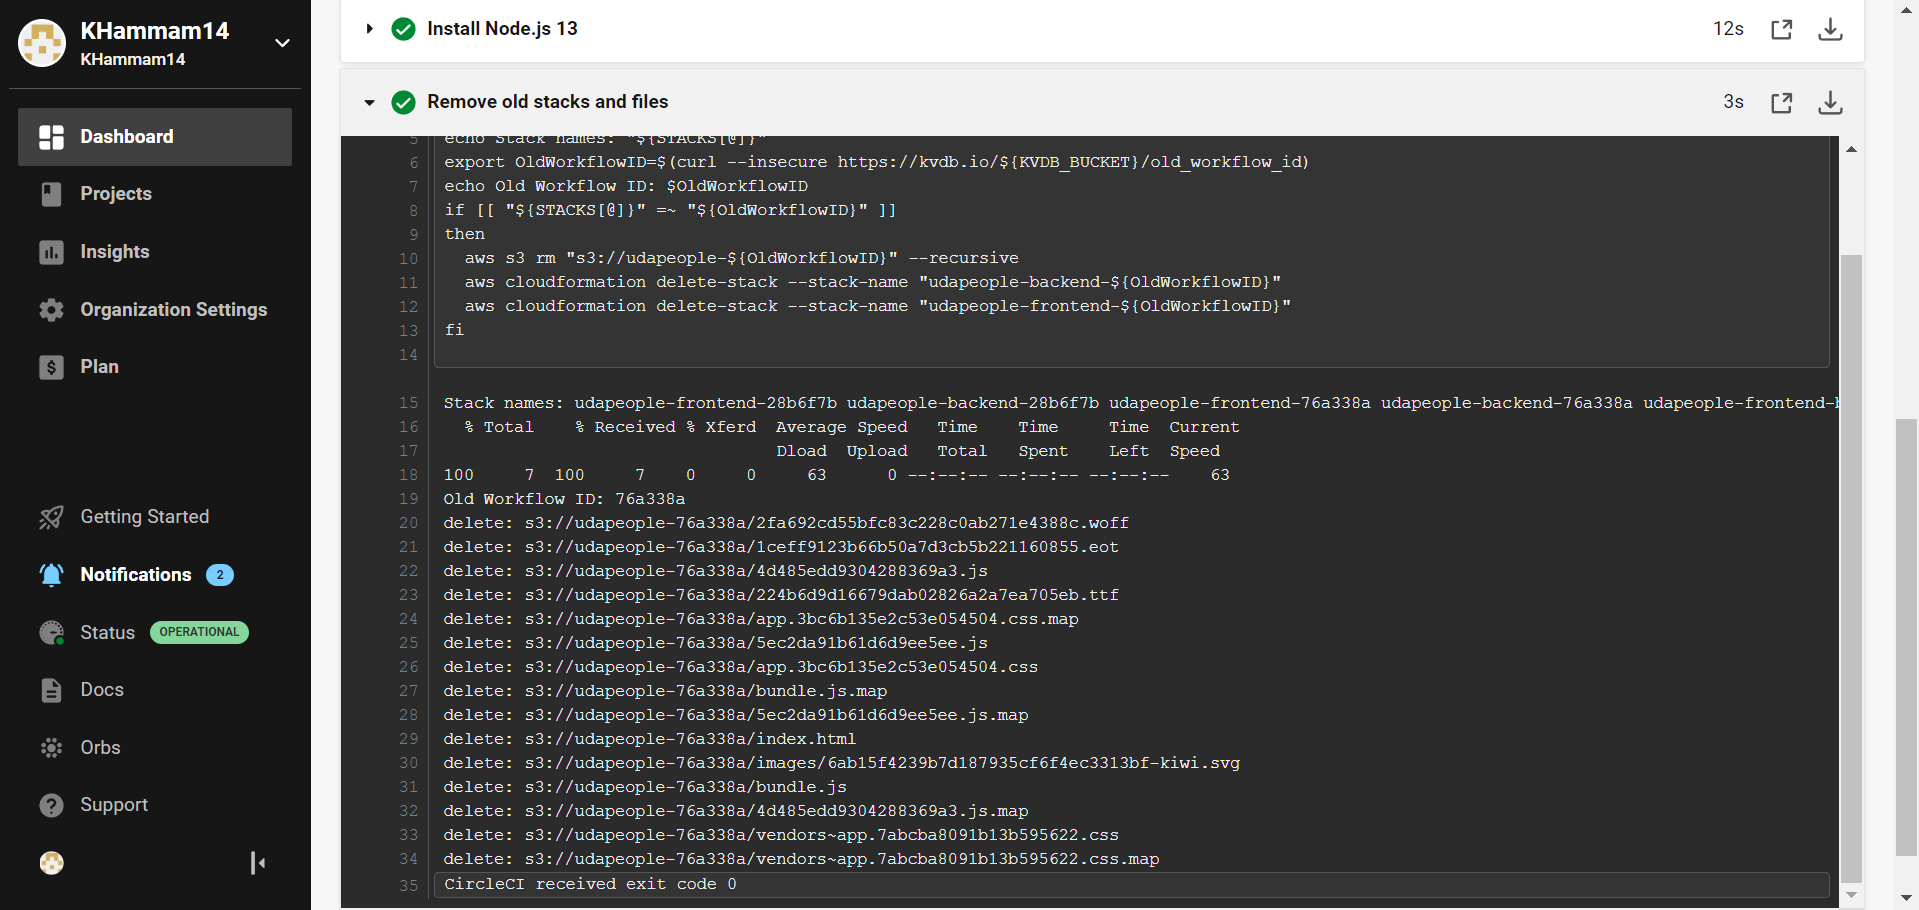 KHammam14
KHammam14
Dashboard
Projects
Insights
Organization Settings
Plan
Getting Started
Notifications 2
Status OPERATIONAL
Docs
Orbs
Support
Install Node.js 13 12s
Remove old stacks and files 3s
5 echo Stack names: "${STACKS[@]}"
6 export OldWorkflowID=$(curl --insecure https://kvdb.io/${KVDB_BUCKET}/old_workflow_id)
7 echo Old Workflow ID: $OldWorkflowID
8 if [[ "${STACKS[@]}" =~ "${OldWorkflowID}" ]]
9 then
10 aws s3 rm "s3://udapeople-${OldWorkflowID}" --recursive
11 aws cloudformation delete-stack --stack-name "udapeople-backend-${OldWorkflowID}"
12 aws cloudformation delete-stack --stack-name "udapeople-frontend-${OldWorkflowID}"
13 fi
14
15 Stack names: udapeople-frontend-28b6f7b udapeople-backend-28b6f7b udapeople-frontend-76a338a udapeople-backend-76a338a udapeople-frontend-
16 % Total % Received % Xferd Average Speed Time Time Time Current
17 Dload Upload Total Spent Left Speed
18 100 7 100 7 0 0 63 0 --:--:-- --:--:-- --:--:-- 63
19 Old Workflow ID: 76a338a
20 delete: s3://udapeople-76a338a/2fa692cd55bfc83c228c0ab271e4388c.woff
21 delete: s3://udapeople-76a338a/1ceff9123b66b50a7d3cb5b221160855.eot
22 delete: s3://udapeople-76a338a/4d485edd9304288369a3.js
23 delete: s3://udapeople-76a338a/224b6d9d16679dab02826a2a7ea705eb.ttf
24 delete: s3://udapeople-76a338a/app.3bc6b135e2c53e054504.css.map
25 delete: s3://udapeople-76a338a/5ec2da91b61d6d9ee5ee.js
26 delete: s3://udapeople-76a338a/app.3bc6b135e2c53e054504.css
27 delete: s3://udapeople-76a338a/bundle.js.map
28 delete: s3://udapeople-76a338a/5ec2da91b61d6d9ee5ee.js.map
29 delete: s3://udapeople-76a338a/index.html
30 delete: s3://udapeople-76a338a/images/6ab15f4239b7d187935cf6f4ec3313bf-kiwi.svg
31 delete: s3://udapeople-76a338a/bundle.js
32 delete: s3://udapeople-76a338a/4d485edd9304288369a3.js.map
33 delete: s3://udapeople-76a338a/vendors~app.7abcba8091b13b595622.css
34 delete: s3://udapeople-76a338a/vendors~app.7abcba8091b13b595622.css.map
35 CircleCI received exit code 0